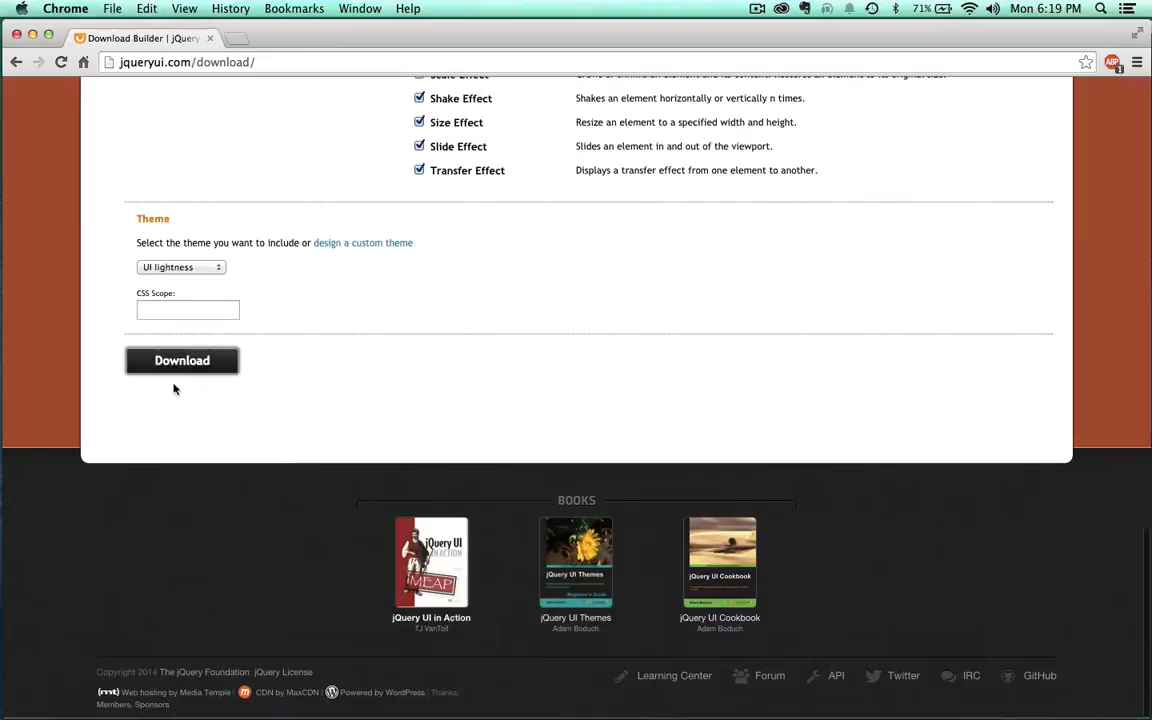 Chrome File Edit View History Bookmarks Window Help 71% Mon 6:19 PM
Download Builder | jQuery
jqueryui.com/download/
ABP
Shake Effect Shakes an element horizontally or vertically n times.
Size Effect Resize an element to a specified width and height.
Slide Effect Slides an element in and out of the viewport.
Transfer Effect Displays a transfer effect from one element to another.
Theme
Select the theme you want to include or design a custom theme
UI lightness
CSS Scope:
Download
BOOKS
jQuery UI
IN ACTION
MEAP
jQuery UI Themes
Beginner's Guide
jQuery UI Cookbook
jQuery UI in Action jQuery UI Themes jQuery UI Cookbook
TJ VanToll Adam Boduch Adam Boduch
Copyright 2014 The jQuery Foundation. jQuery License
Learning Center Forum API Twitter IRC GitHub
(mt) Web hosting by Media Temple | CDN by MaxCDN | Powered by WordPress | Thanks:
Members, Sponsors